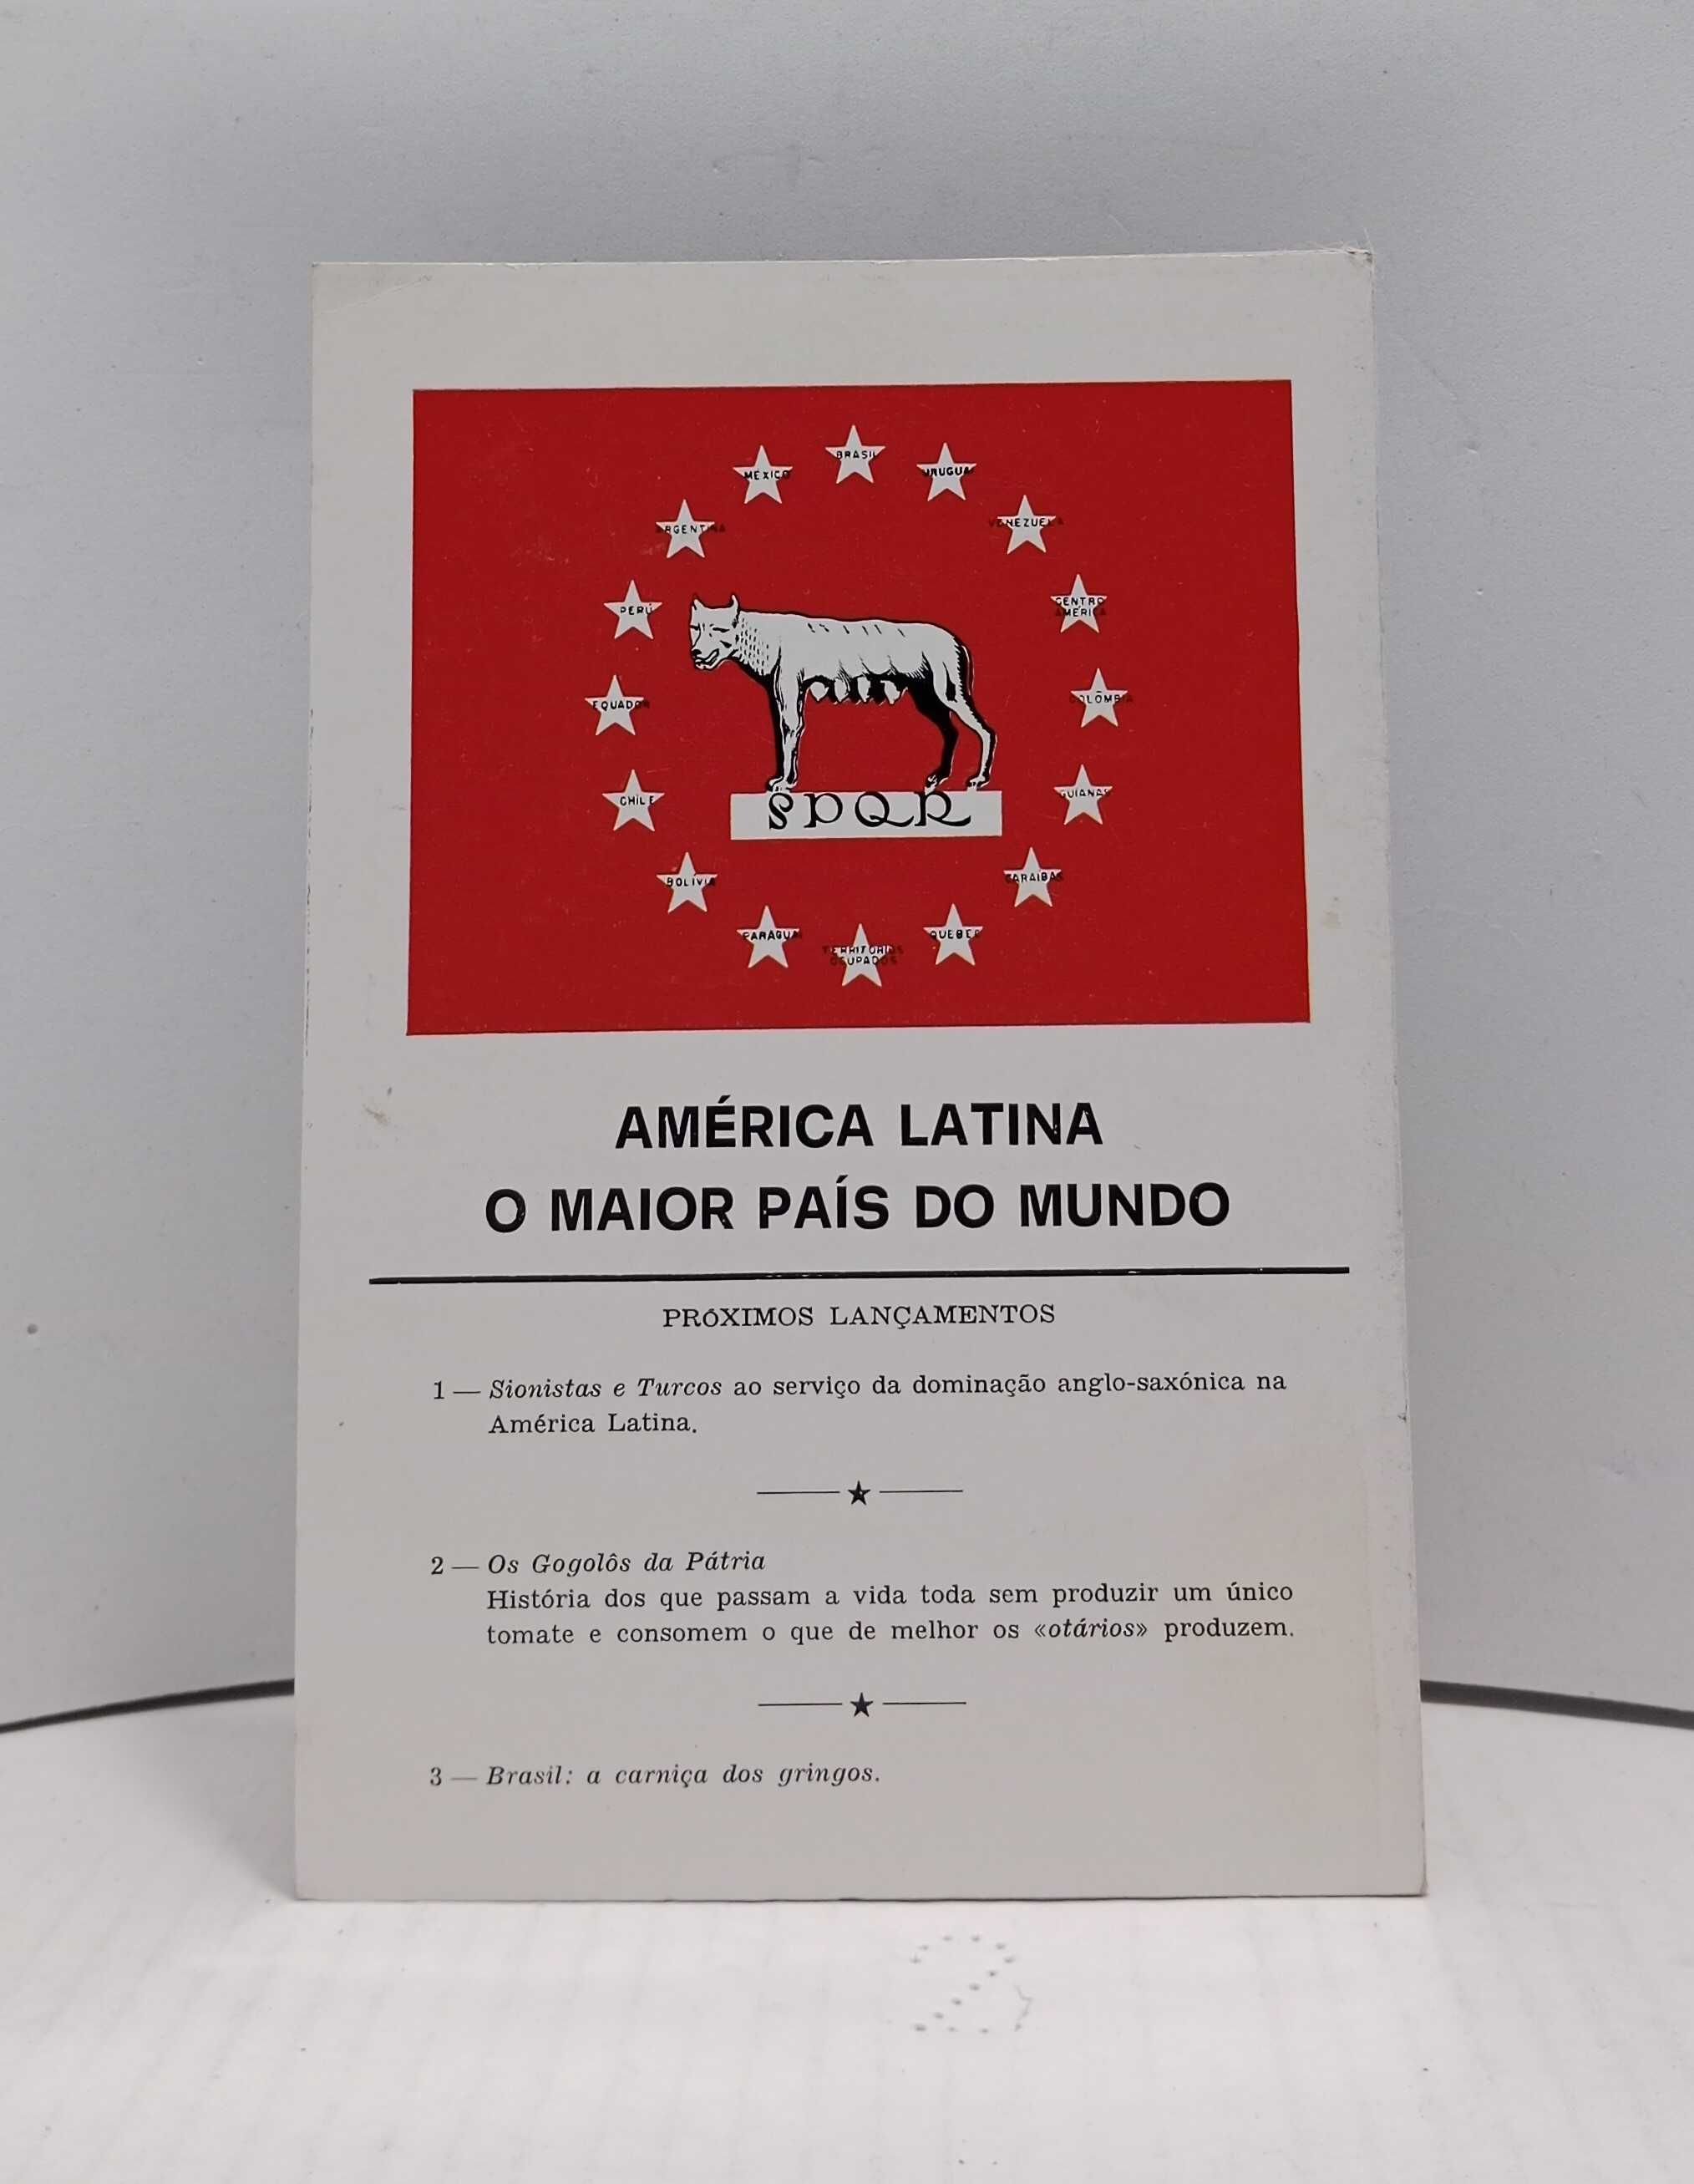 BRASIL
MÉXICO
URUGUAI
ARGENTINA
VENEZUELA
PERÚ
CENTRO
AMÉRICA
EQUADOR
COLÔMBIA
CHILE
GUIANAS
BOLÍVIA
CARAIBAS
PARAGUAI
QUEBEC
TERRITÓRIOS
OCUPADOS
SPQR
AMÉRICA LATINA
O MAIOR PAÍS DO MUNDO
PRÓXIMOS LANÇAMENTOS
1 — Sionistas e Turcos ao serviço da dominação anglo-saxónica na
América Latina.
2 — Os Gogolôs da Pátria
História dos que passam a vida toda sem produzir um único
tomate e consomem o que de melhor os «otários» produzem.
3 — Brasil: a carniça dos gringos.